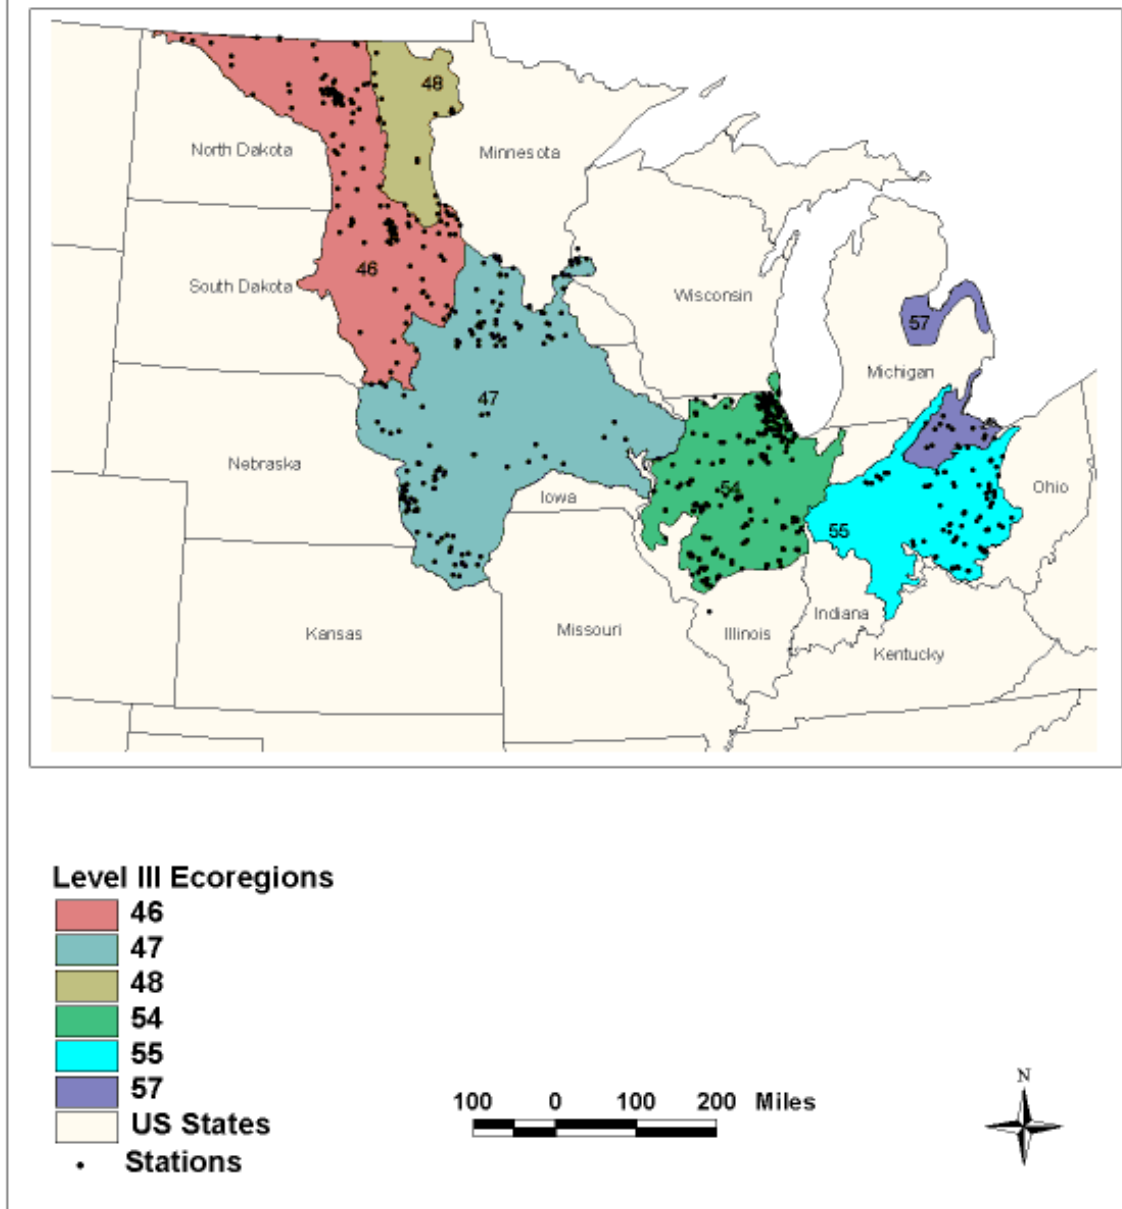 48
North Dakota
Minnesota
46
South Dakota
Wisconsin
57
Michigan
47
Nebraska
Iowa
54
Ohio
55
Kansas
Missouri
Illinois
Indiana
Kentucky
Level III Ecoregions
46
47
48
54
55
57
US States
Stations
100 0 100 200 Miles
N